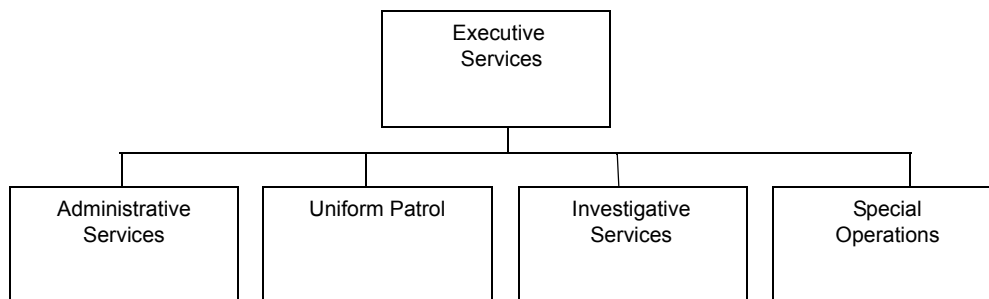 Executive
Services
Administrative
Services
Uniform Patrol
Investigative
Services
Special
Operations